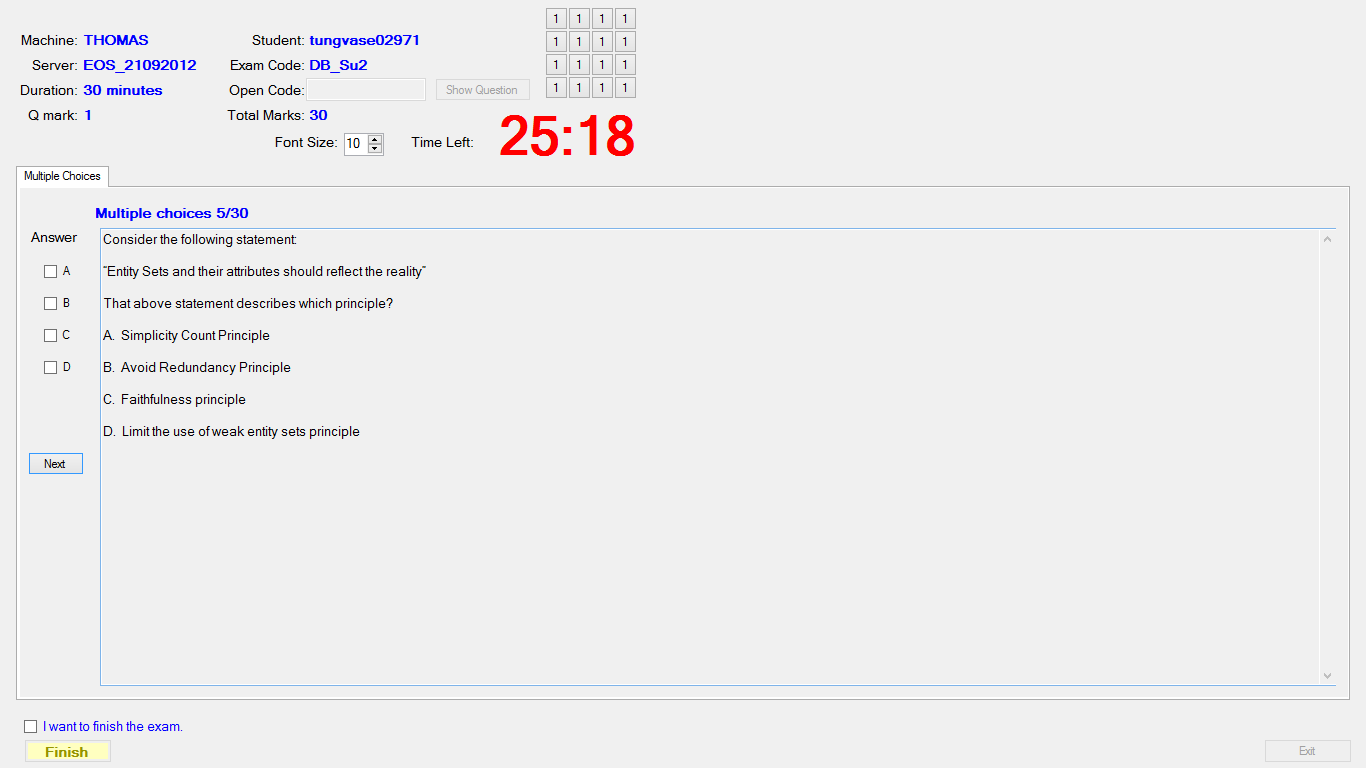 Machine: THOMAS
Student: tungvase02971
Server: EOS_21092012
Exam Code: DB_Su2
Duration: 30 minutes
Open Code:
Show Question
Q mark: 1
Total Marks: 30
1 1 1 1
1 1 1 1
1 1 1 1
1 1 1 1
Font Size: 10
Time Left: 25:18
Multiple Choices
Multiple choices 5/30
Answer
A
B
C
D
Next
Consider the following statement:
“Entity Sets and their attributes should reflect the reality”
That above statement describes which principle?
A. Simplicity Count Principle
B. Avoid Redundancy Principle
C. Faithfulness principle
D. Limit the use of weak entity sets principle
I want to finish the exam.
Finish
Exit